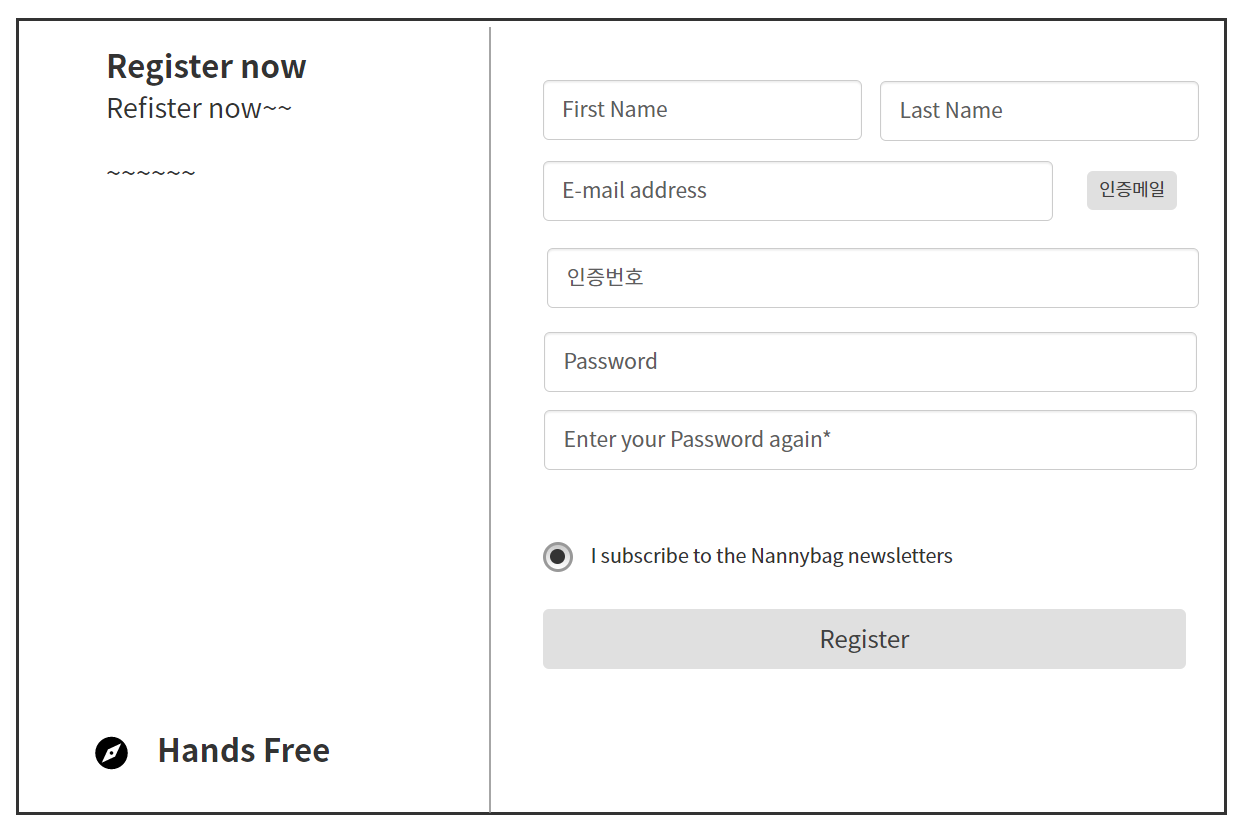 Register now
Refister now~~
~~~~~~
Hands Free
First Name
Last Name
E-mail address
인증메일
인증번호
Password
Enter your Password again*
I subscribe to the Nannybag newsletters
Register